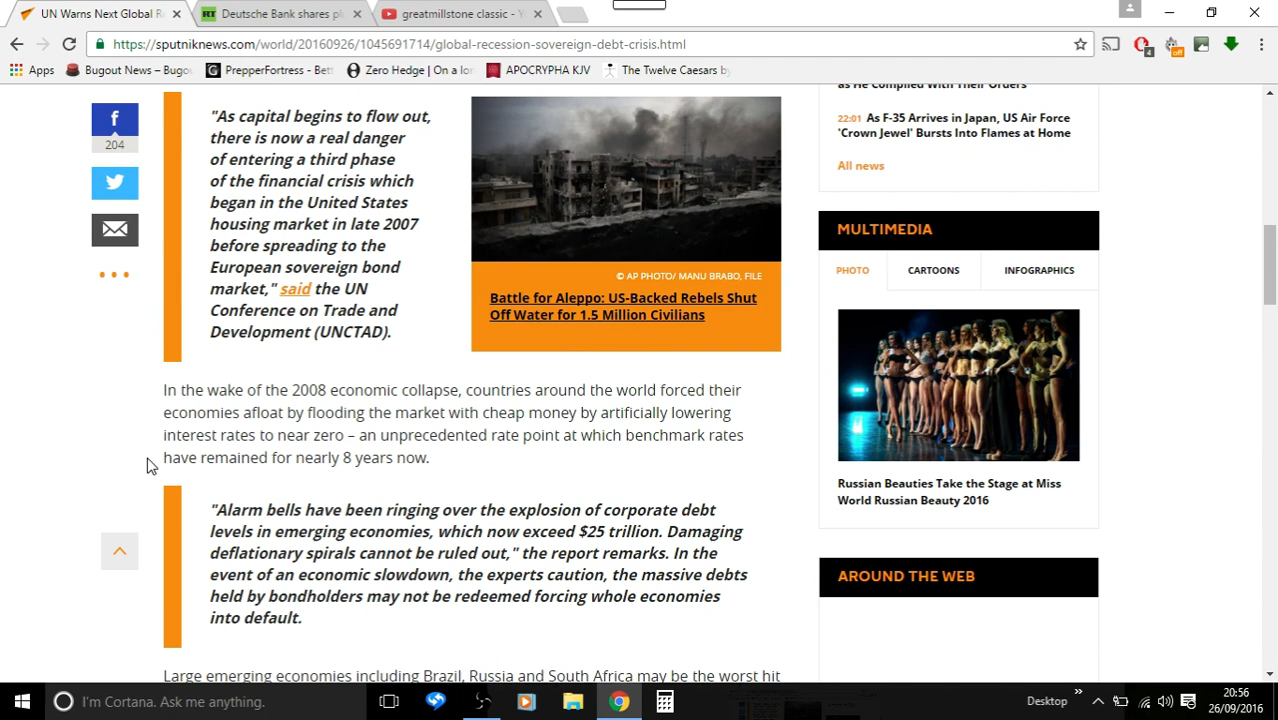 UN Warns Next Global R
RT
Deutsche Bank shares pl
greatmillstone classic - Y
https://sputniknews.com/world/20160926/1045691714/global-recession-sovereign-debt-crisis.html
4
off
Apps
Bugout News – Bugo
PrepperFortress - Bett
Zero Hedge | On a lon
APOCRYPHA KJV
The Twelve Caesars by
f
204
"As capital begins to flow out,
there is now a real danger
of entering a third phase
of the financial crisis which
began in the United States
housing market in late 2007
before spreading to the
European sovereign bond
market," said the UN
Conference on Trade and
Development (UNCTAD).
© AP PHOTO/ MANU BRABO, FILE
Battle for Aleppo: US-Backed Rebels Shut
Off Water for 1.5 Million Civilians
In the wake of the 2008 economic collapse, countries around the world forced their
economies afloat by flooding the market with cheap money by artificially lowering
interest rates to near zero – an unprecedented rate point at which benchmark rates
have remained for nearly 8 years now.
"Alarm bells have been ringing over the explosion of corporate debt
levels in emerging economies, which now exceed $25 trillion. Damaging
deflationary spirals cannot be ruled out," the report remarks. In the
event of an economic slowdown, the experts caution, the massive debts
held by bondholders may not be redeemed forcing whole economies
into default.
Large emerging economies including Brazil, Russia and South Africa may be the worst hit
as He Complied With Their Orders
22:01 As F-35 Arrives in Japan, US Air Force
'Crown Jewel' Bursts Into Flames at Home
All news
MULTIMEDIA
PHOTO
CARTOONS
INFOGRAPHICS
Russian Beauties Take the Stage at Miss
World Russian Beauty 2016
AROUND THE WEB
I'm Cortana. Ask me anything.
Desktop
20:56
26/09/2016